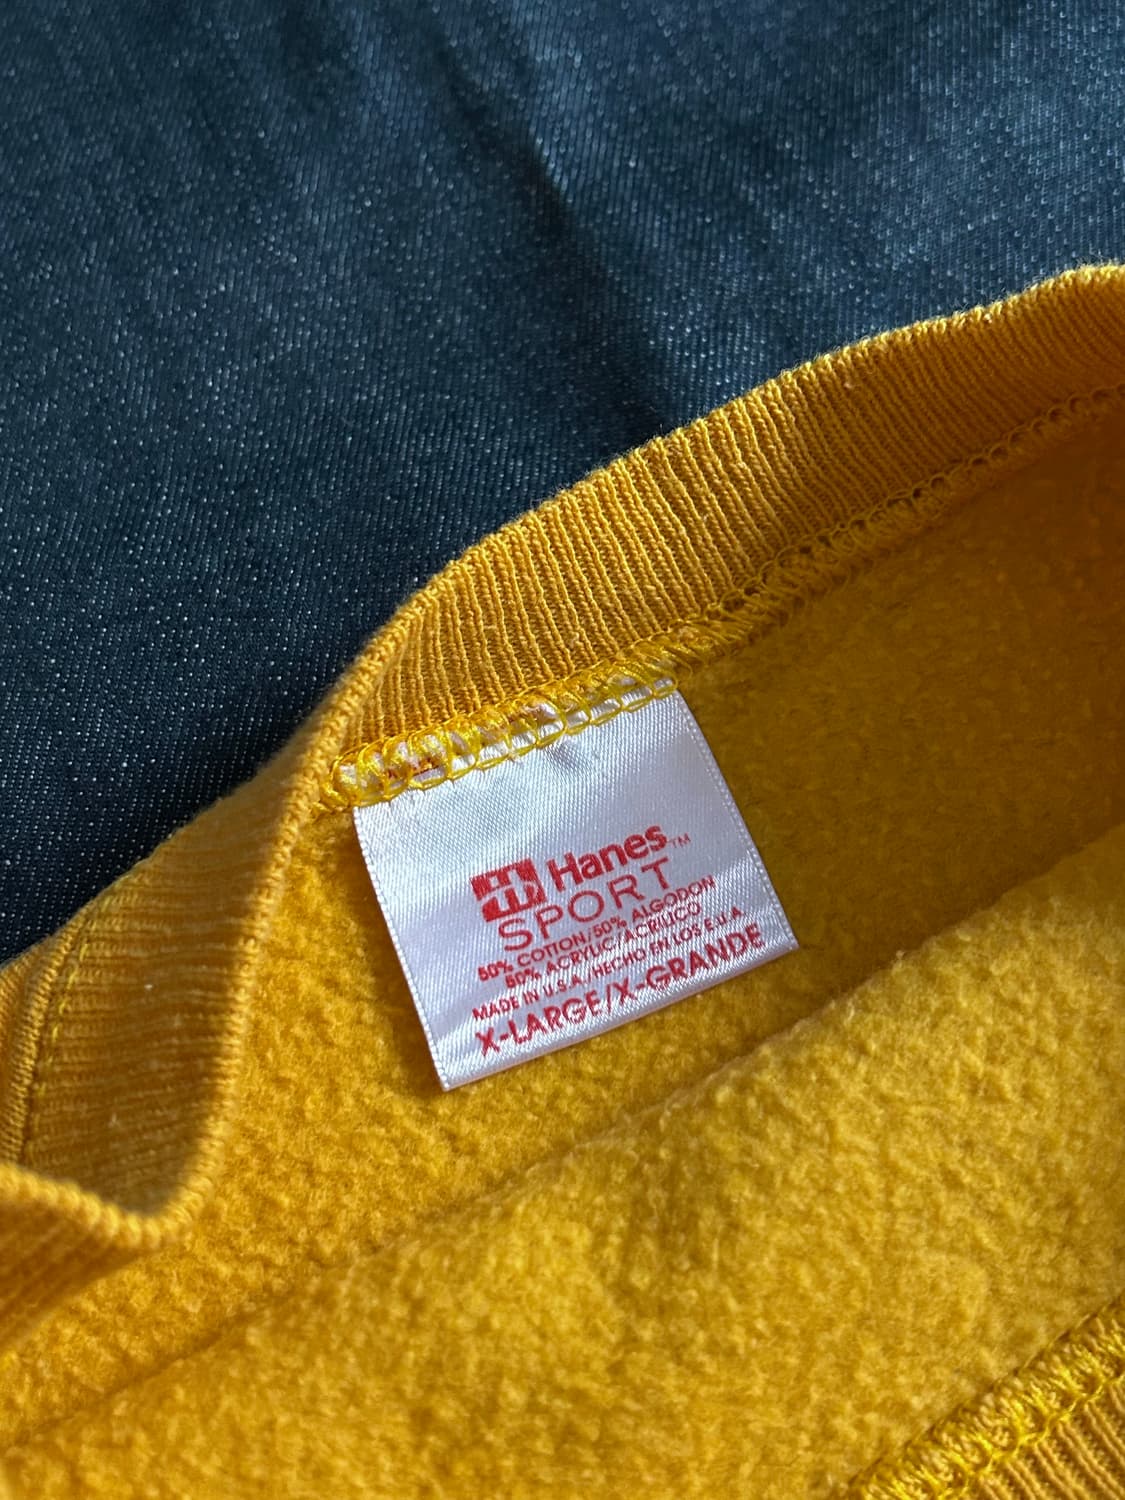 Hanes™
SPORT
50% COTTON/50% ALGODON
50% ACRYLIC/ACRILICO
MADE IN U.S.A./HECHO EN LOS E.U.A.
X-LARGE/X-GRANDE